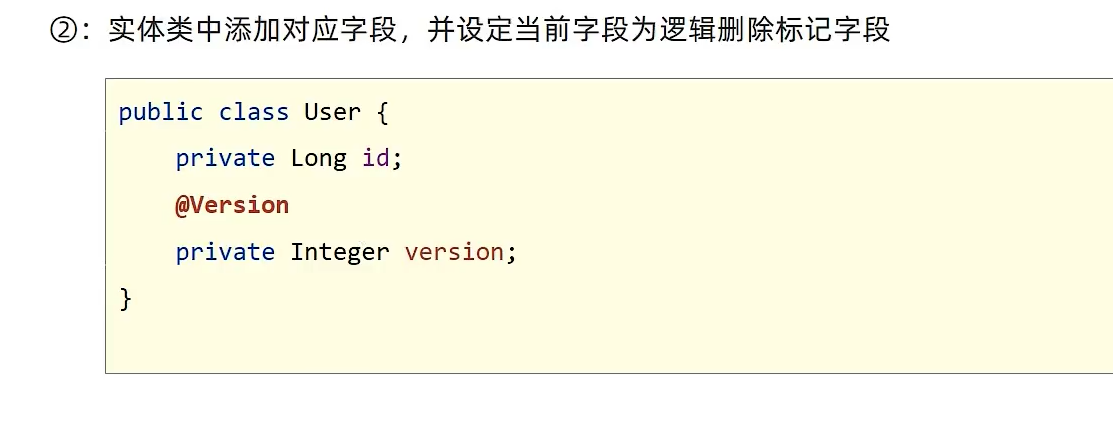 ②：实体类中添加对应字段，并设定当前字段为逻辑删除标记字段
public class User {
    private Long id;
    @Version
    private Integer version;
}